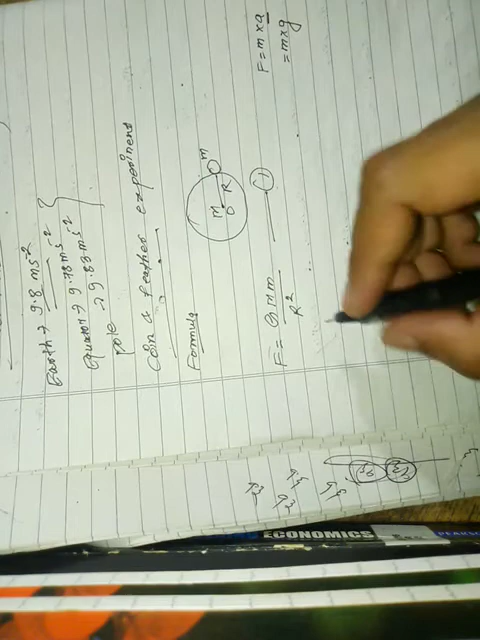 Earth → 9.8 ms⁻²
Equator → 9.78 ms⁻²
pole → 9.83 ms⁻²
Coin & feather experiment
Formula
M R m
O
F = GMm / R² ——— ①
F = m x a
= m x g
ECONOMICS
PEARSON